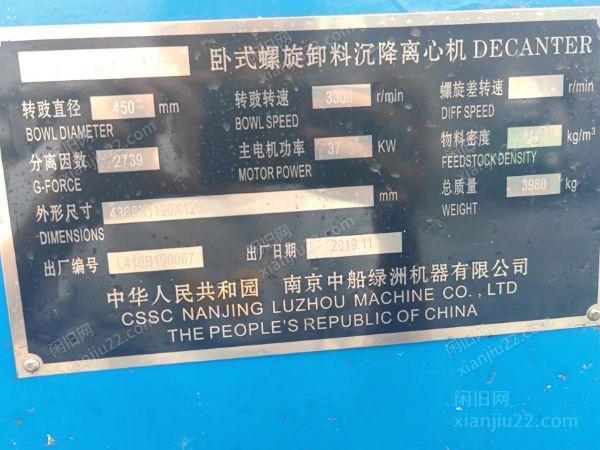 卧式螺旋卸料沉降离心机 DECANTER
转鼓直径 450 mm 转鼓转速 3300 r/min 螺旋差转速 r/min
BOWL DIAMETER BOWL SPEED DIFF SPEED
分离因数 2739 主电机功率 37 KW 物料密度 kg/m³
G-FORCE MOTOR POWER FEEDSTOCK DENSITY
外形尺寸 4360X1120X1260 mm 总质量 3980 kg
DIMENSIONS WEIGHT
出厂编号 L416B190067 出厂日期 2019.11
中华人民共和园 南京中船绿洲机器有限公司
CSSC NANJING LUZHOU MACHINE CO., LTD
THE PEOPLE'S REPUBLIC OF CHINA
闲旧网
xianjiu22.com